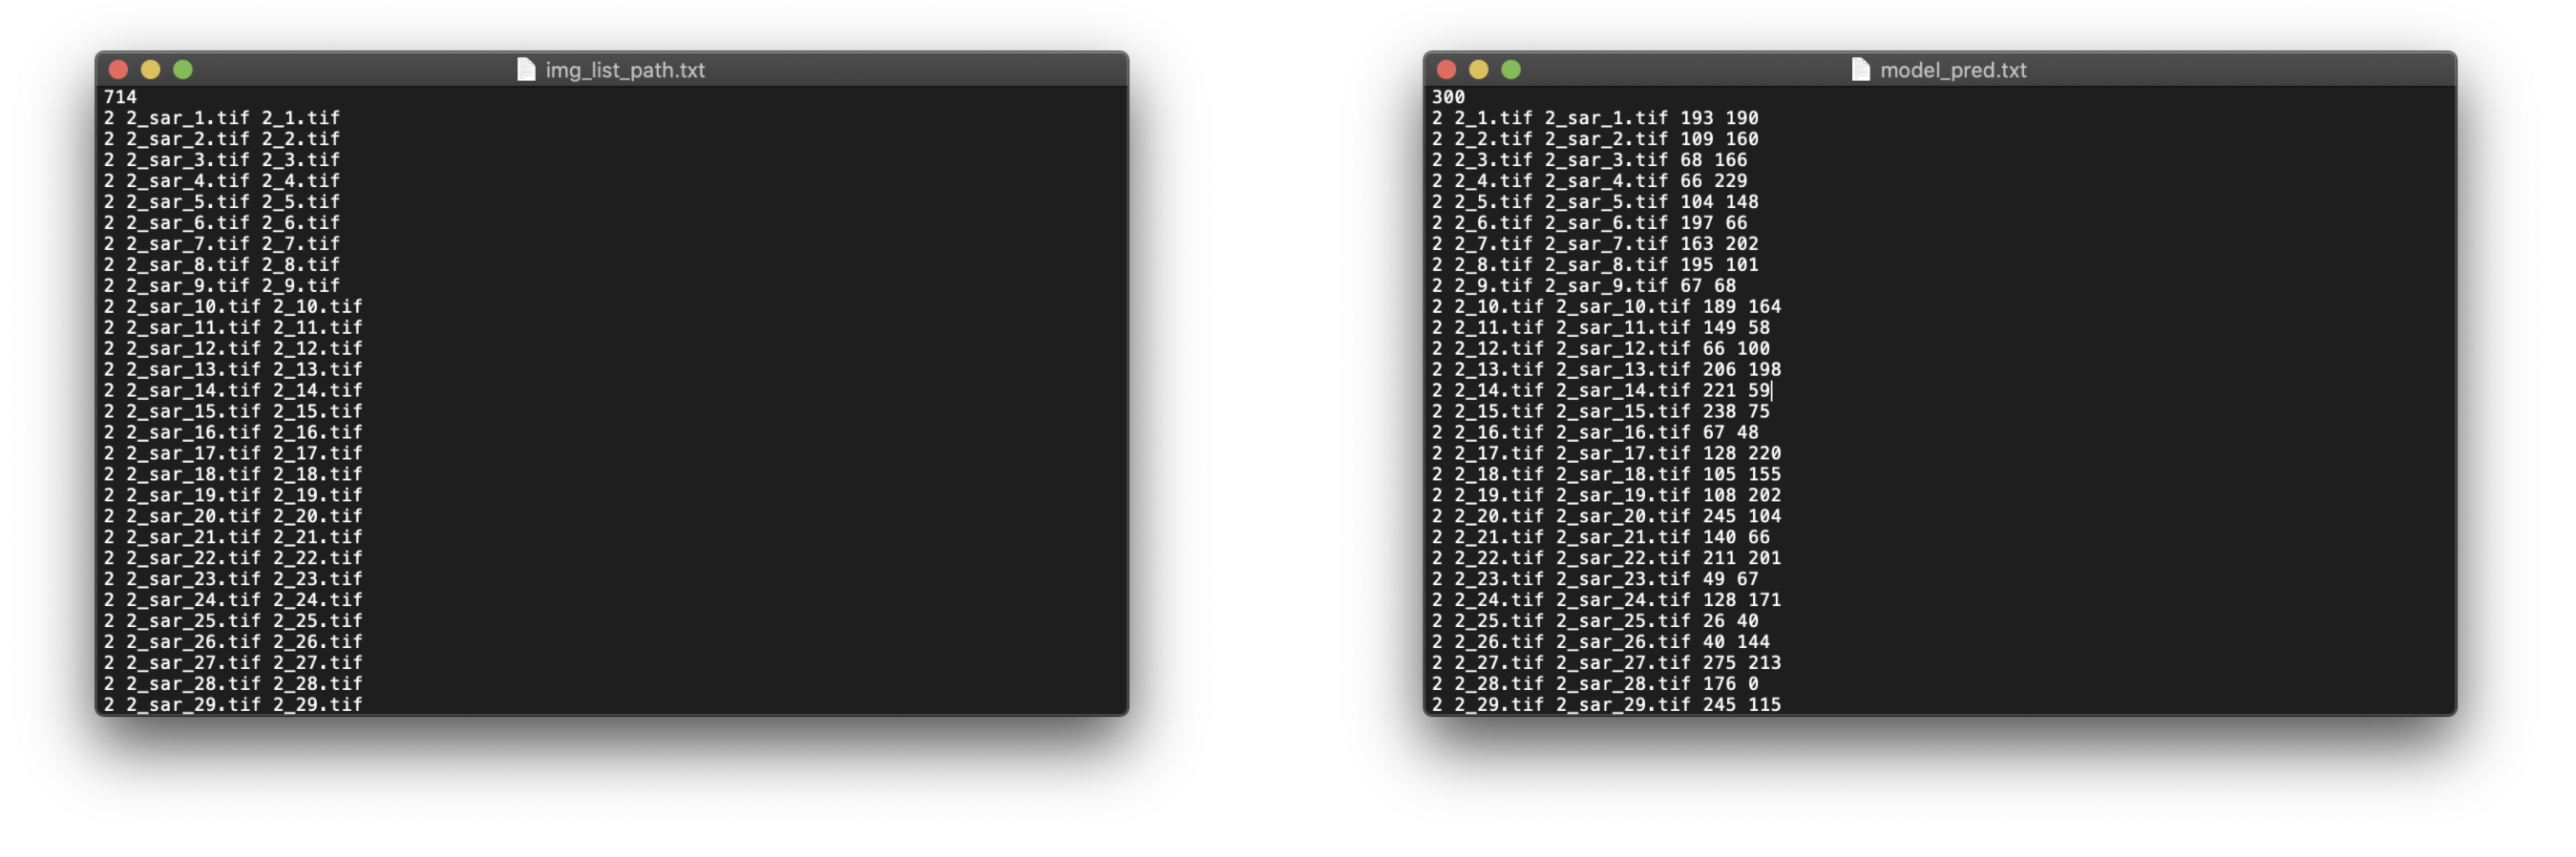 img_list_path.txt
714
2 2_sar_1.tif 2_1.tif
2 2_sar_2.tif 2_2.tif
2 2_sar_3.tif 2_3.tif
2 2_sar_4.tif 2_4.tif
2 2_sar_5.tif 2_5.tif
2 2_sar_6.tif 2_6.tif
2 2_sar_7.tif 2_7.tif
2 2_sar_8.tif 2_8.tif
2 2_sar_9.tif 2_9.tif
2 2_sar_10.tif 2_10.tif
2 2_sar_11.tif 2_11.tif
2 2_sar_12.tif 2_12.tif
2 2_sar_13.tif 2_13.tif
2 2_sar_14.tif 2_14.tif
2 2_sar_15.tif 2_15.tif
2 2_sar_16.tif 2_16.tif
2 2_sar_17.tif 2_17.tif
2 2_sar_18.tif 2_18.tif
2 2_sar_19.tif 2_19.tif
2 2_sar_20.tif 2_20.tif
2 2_sar_21.tif 2_21.tif
2 2_sar_22.tif 2_22.tif
2 2_sar_23.tif 2_23.tif
2 2_sar_24.tif 2_24.tif
2 2_sar_25.tif 2_25.tif
2 2_sar_26.tif 2_26.tif
2 2_sar_27.tif 2_27.tif
2 2_sar_28.tif 2_28.tif
2 2_sar_29.tif 2_29.tif
model_pred.txt
300
2 2_1.tif 2_sar_1.tif 193 190
2 2_2.tif 2_sar_2.tif 109 160
2 2_3.tif 2_sar_3.tif 68 166
2 2_4.tif 2_sar_4.tif 66 229
2 2_5.tif 2_sar_5.tif 104 148
2 2_6.tif 2_sar_6.tif 197 66
2 2_7.tif 2_sar_7.tif 163 202
2 2_8.tif 2_sar_8.tif 195 101
2 2_9.tif 2_sar_9.tif 67 68
2 2_10.tif 2_sar_10.tif 189 164
2 2_11.tif 2_sar_11.tif 149 58
2 2_12.tif 2_sar_12.tif 66 100
2 2_13.tif 2_sar_13.tif 206 198
2 2_14.tif 2_sar_14.tif 221 59
2 2_15.tif 2_sar_15.tif 238 75
2 2_16.tif 2_sar_16.tif 67 48
2 2_17.tif 2_sar_17.tif 128 220
2 2_18.tif 2_sar_18.tif 105 155
2 2_19.tif 2_sar_19.tif 108 202
2 2_20.tif 2_sar_20.tif 245 104
2 2_21.tif 2_sar_21.tif 140 66
2 2_22.tif 2_sar_22.tif 211 201
2 2_23.tif 2_sar_23.tif 49 67
2 2_24.tif 2_sar_24.tif 128 171
2 2_25.tif 2_sar_25.tif 26 40
2 2_26.tif 2_sar_26.tif 40 144
2 2_27.tif 2_sar_27.tif 275 213
2 2_28.tif 2_sar_28.tif 176 0
2 2_29.tif 2_sar_29.tif 245 115